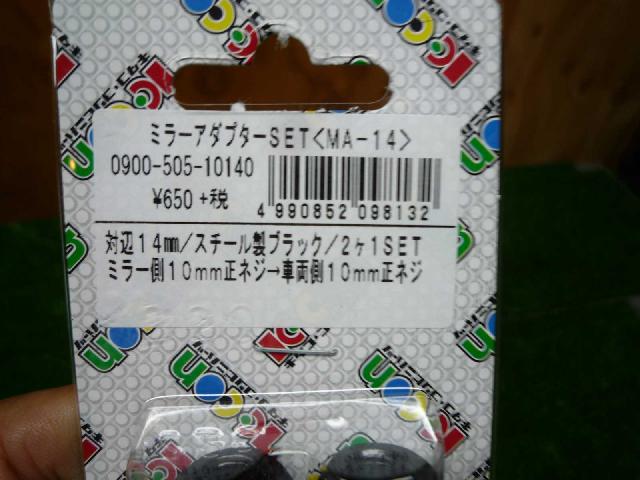 ミラーアダプターSET<MA-14>
0900-505-10140
¥650+税
4 990852 098132
対辺14mm/スチール製ブラック/2ヶ1SET
ミラー側10mm正ネジ→車両側10mm正ネジ